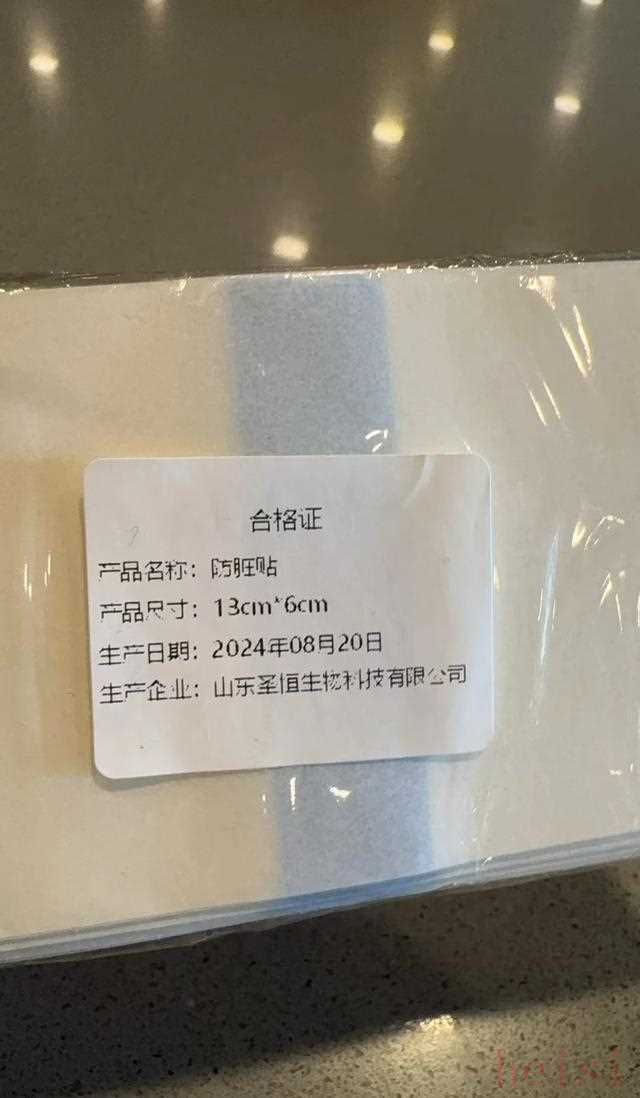 合格证
产品名称：防旺贴
产品尺寸：13cm*6cm
生产日期：2024年08月20日
生产企业：山东圣恒生物科技有限公司